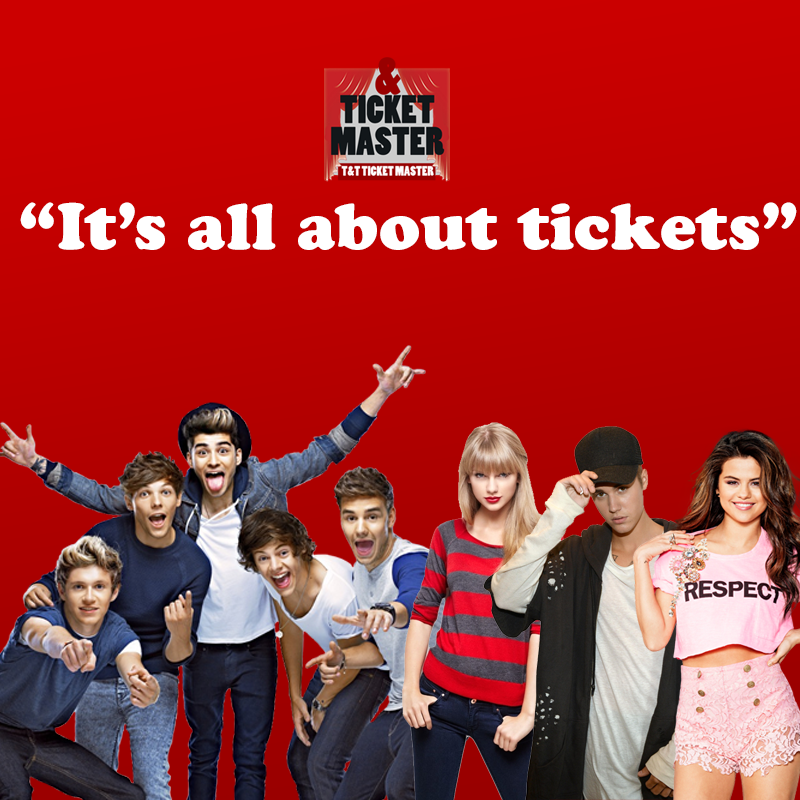 &
TICKET
MASTER
T&T TICKET MASTER
“It’s all about tickets”
RESPECT